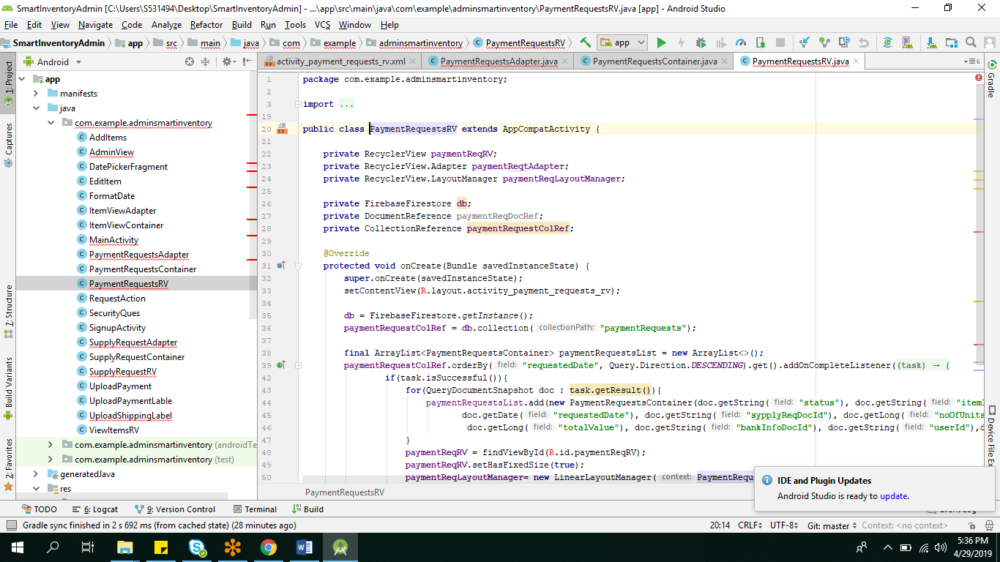 SmartInventoryAdmin [C:\Users\S531494\Desktop\SmartInventoryAdmin] - ...\app\src\main\java\com\example\adminsmartinventory\PaymentRequestsRV.java [app] - Android Studio
File Edit View Navigate Code Analyze Refactor Build Run Tools VCS Window Help
SmartInventoryAdmin app src main java com example adminsmartinventory PaymentRequestsRV app
Android
activity_payment_requests_rv.xml PaymentRequestsAdapter.java PaymentRequestsContainer.java PaymentRequestsRV.java 6
1: Project
Captures
7: Structure
Build Variants
2: Favorites
app
manifests
java
com.example.adminsmartinventory
AddItems
AdminView
DatePickerFragment
EditItem
FormatDate
ItemViewAdapter
ItemViewContainer
MainActivity
PaymentRequestsAdapter
PaymentRequestsContainer
PaymentRequestsRV
RequestAction
SecurityQues
SignupActivity
SupplyRequestAdapter
SupplyRequestContainer
SupplyRequestRV
UploadPayment
UploadPaymentLable
UploadShippingLabel
ViewItemsRV
com.example.adminsmartinventory (androidTe
com.example.adminsmartinventory (test)
generatedJava
res
1 package com.example.adminsmartinventory;
2
3 import ...
19
20 public class PaymentRequestsRV extends AppCompatActivity {
21
22 private RecyclerView paymentReqRV;
23 private RecyclerView.Adapter paymentReqtAdapter;
24 private RecyclerView.LayoutManager paymentReqLayoutManager;
25
26 private FirebaseFirestore db;
27 private DocumentReference paymentReqDocRef;
28 private CollectionReference paymentRequestColRef;
29
30 @Override
31 protected void onCreate(Bundle savedInstanceState) {
32 super.onCreate(savedInstanceState);
33 setContentView(R.layout.activity_payment_requests_rv);
34
35 db = FirebaseFirestore.getInstance();
36 paymentRequestColRef = db.collection( collectionPath: "paymentRequests");
37
38 final ArrayList<PaymentRequestsContainer> paymentRequestsList = new ArrayList<>();
39 paymentRequestColRef.orderBy( field: "requestedDate", Query.Direction.DESCENDING).get().addOnCompleteListener((task) → {
42 if(task.isSuccessful()){
43 for(QueryDocumentSnapshot doc : task.getResult()){
44 paymentRequestsList.add(new PaymentRequestsContainer(doc.getString( field: "status"), doc.getString( field: "itemI
45 doc.getDate( field: "requestedDate"), doc.getString( field: "sypplyReqDocId"), doc.getLong( field: "noOfUnits
46 doc.getLong( field: "totalValue"), doc.getString( field: "bankInfoDocId"), doc.getString( field: "userId"),d
47 }
48 paymentReqRV = findViewById(R.id.paymentReqRV);
49 paymentReqRV.setHasFixedSize(true);
50 paymentReqLayoutManager= new LinearLayoutManager( context: PaymentReque
PaymentRequestsRV
Gradle
Device File Ex
IDE and Plugin Updates
Android Studio is ready to update.
TODO 6: Logcat 9: Version Control Terminal Build
Gradle sync finished in 2 s 692 ms (from cached state) (28 minutes ago) 20:14 CRLF UTF-8 Git: master Context: <no context>
5:36 PM
4/29/2019